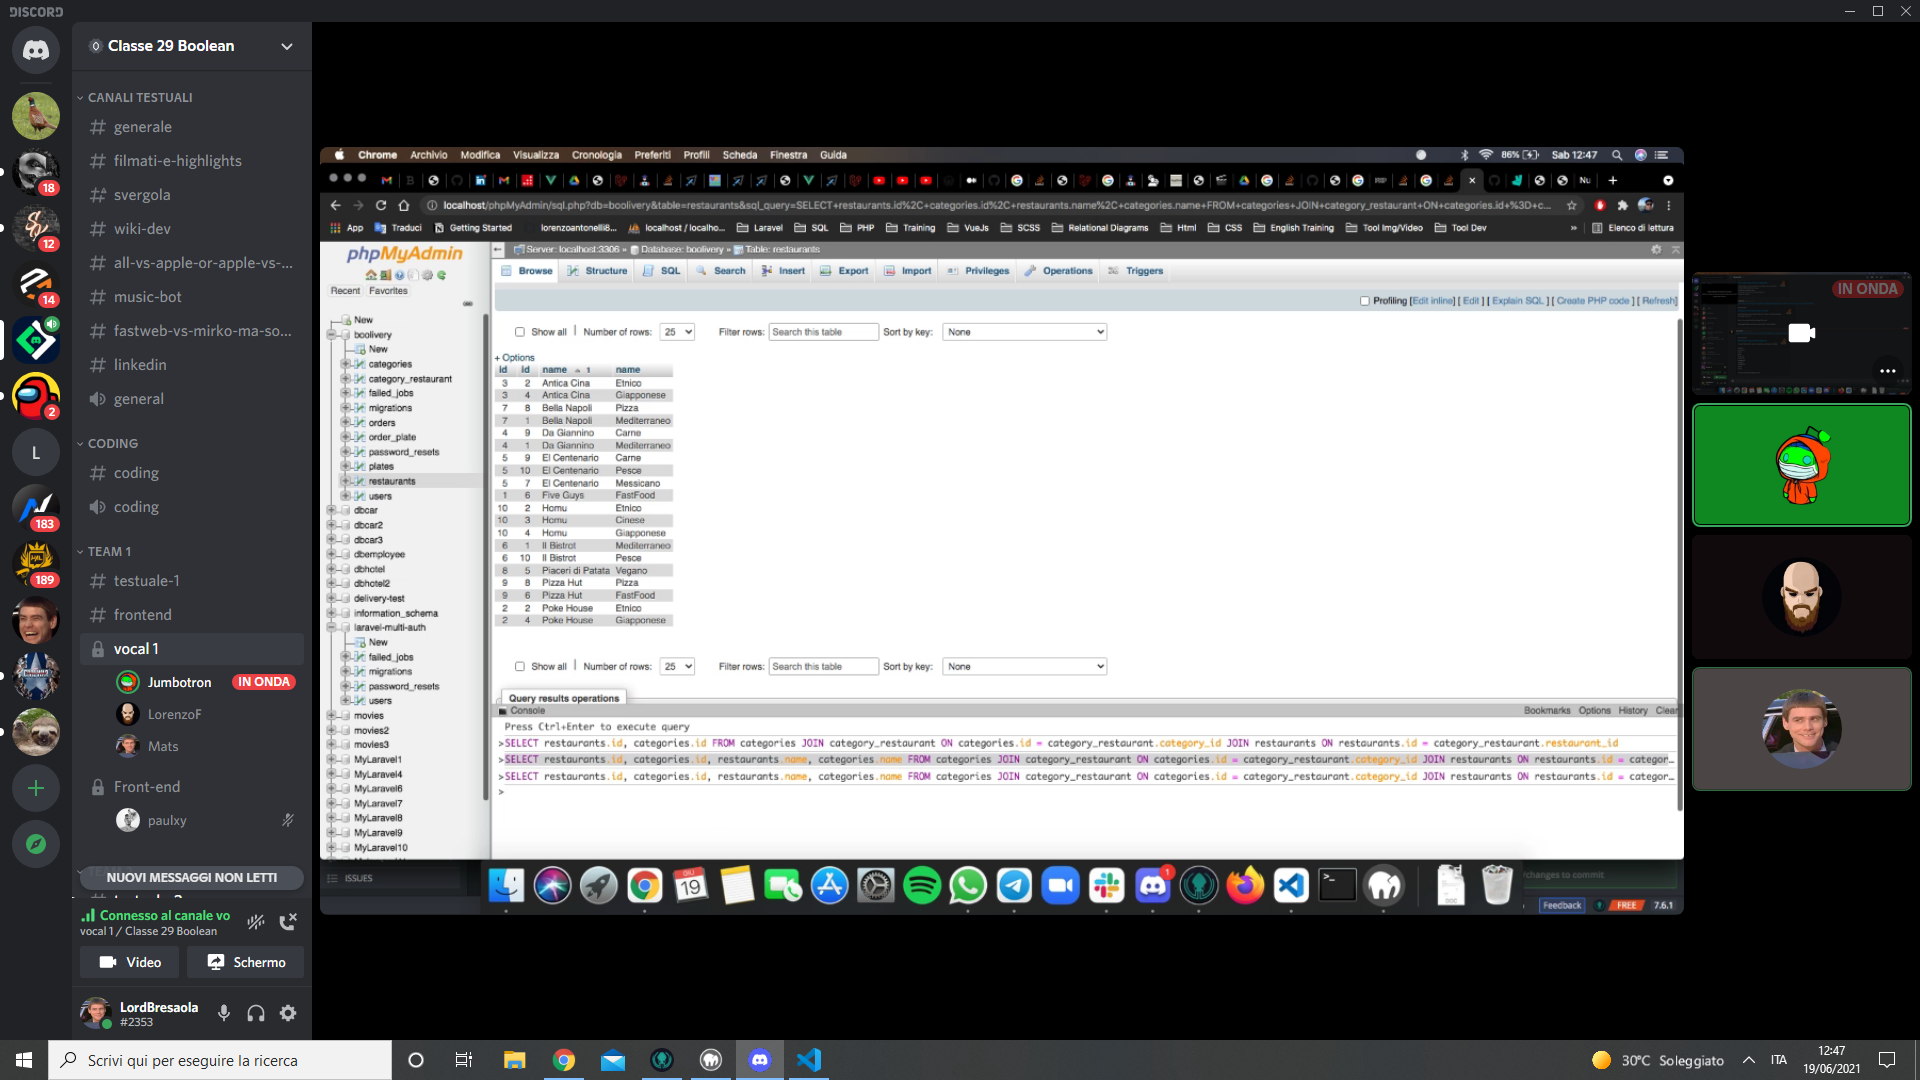 DISCORD
Classe 29 Boolean
CANALI TESTUALI
generale
filmati-e-highlights
svergola
wiki-dev
all-vs-apple-or-apple-vs-...
music-bot
fastweb-vs-mirko-ma-so...
linkedin
general
CODING
coding
coding
TEAM 1
testuale-1
frontend
vocal 1
Jumbotron IN ONDA
LorenzoF
Mats
Front-end
paulxy
NUOVI MESSAGGI NON LETTI
Connesso al canale vo
vocal 1 / Classe 29 Boolean
Video
Schermo
LordBresaola
#2353
18
12
14
2
L
183
189
Chrome Archivio Modifica Visualizza Cronologia Preferiti Profili Scheda Finestra Guida
86% Sab 12:47
localhost/phpMyAdmin/sql.php?db=boolivery&table=restaurants&sql_query=SELECT+restaurants.id%2C+categories.id%2C+restaurants.name%2C+categories.name+FROM+categories+JOIN+category_restaurant+ON+categories.id+%3D+c...
App Traduci Getting Started lorenzoantonelli8... localhost / localho... Laravel SQL PHP Training VueJs SCSS Relational Diagrams Html CSS English Training Tool Img/Video Tool Dev » Elenco di lettura
phpMyAdmin
Recent Favorites
New
boolivery
New
categories
category_restaurant
failed_jobs
migrations
orders
order_plate
password_resets
plates
restaurants
users
dbcar
dbcar2
dbcar3
dbemployee
dbhotel
dbhotel2
delivery-test
information_schema
laravel-multi-auth
New
failed_jobs
migrations
password_resets
users
movies
movies2
movies3
MyLaravel1
MyLaravel4
MyLaravel6
MyLaravel7
MyLaravel8
MyLaravel9
MyLaravel10
Server: localhost:3306 » Database: boolivery » Table: restaurants
Browse Structure SQL Search Insert Export Import Privileges Operations Triggers
Profiling [Edit inline] [ Edit ] [ Explain SQL ] [ Create PHP code ] [ Refresh]
Show all | Number of rows: 25 Filter rows: Search this table Sort by key: None
+ Options
id id name 1 name
3 2 Antica Cina Etnico
3 4 Antica Cina Giapponese
7 8 Bella Napoli Pizza
7 1 Bella Napoli Mediterraneo
4 9 Da Giannino Carne
4 1 Da Giannino Mediterraneo
5 9 El Centenario Carne
5 10 El Centenario Pesce
5 7 El Centenario Messicano
1 6 Five Guys FastFood
10 2 Homu Etnico
10 3 Homu Cinese
10 4 Homu Giapponese
6 1 Il Bistrot Mediterraneo
6 10 Il Bistrot Pesce
8 5 Piaceri di Patata Vegano
9 8 Pizza Hut Pizza
9 6 Pizza Hut FastFood
2 2 Poke House Etnico
2 4 Poke House Giapponese
Show all | Number of rows: 25 Filter rows: Search this table Sort by key: None
Query results operations
Console Bookmarks Options History Clear
Press Ctrl+Enter to execute query
>SELECT restaurants.id, categories.id FROM categories JOIN category_restaurant ON categories.id = category_restaurant.category_id JOIN restaurants ON restaurants.id = category_restaurant.restaurant_id
>SELECT restaurants.id, categories.id, restaurants.name, categories.name FROM categories JOIN category_restaurant ON categories.id = category_restaurant.category_id JOIN restaurants ON restaurants.id = categor...
>SELECT restaurants.id, categories.id, restaurants.name, categories.name FROM categories JOIN category_restaurant ON categories.id = category_restaurant.category_id JOIN restaurants ON restaurants.id = categor...
>
ISSUES
GIU
19
1
/changes to commit
Feedback FREE 7.6.1
IN ONDA
Scrivi qui per eseguire la ricerca
30°C Soleggiato
ITA
12:47
19/06/2021